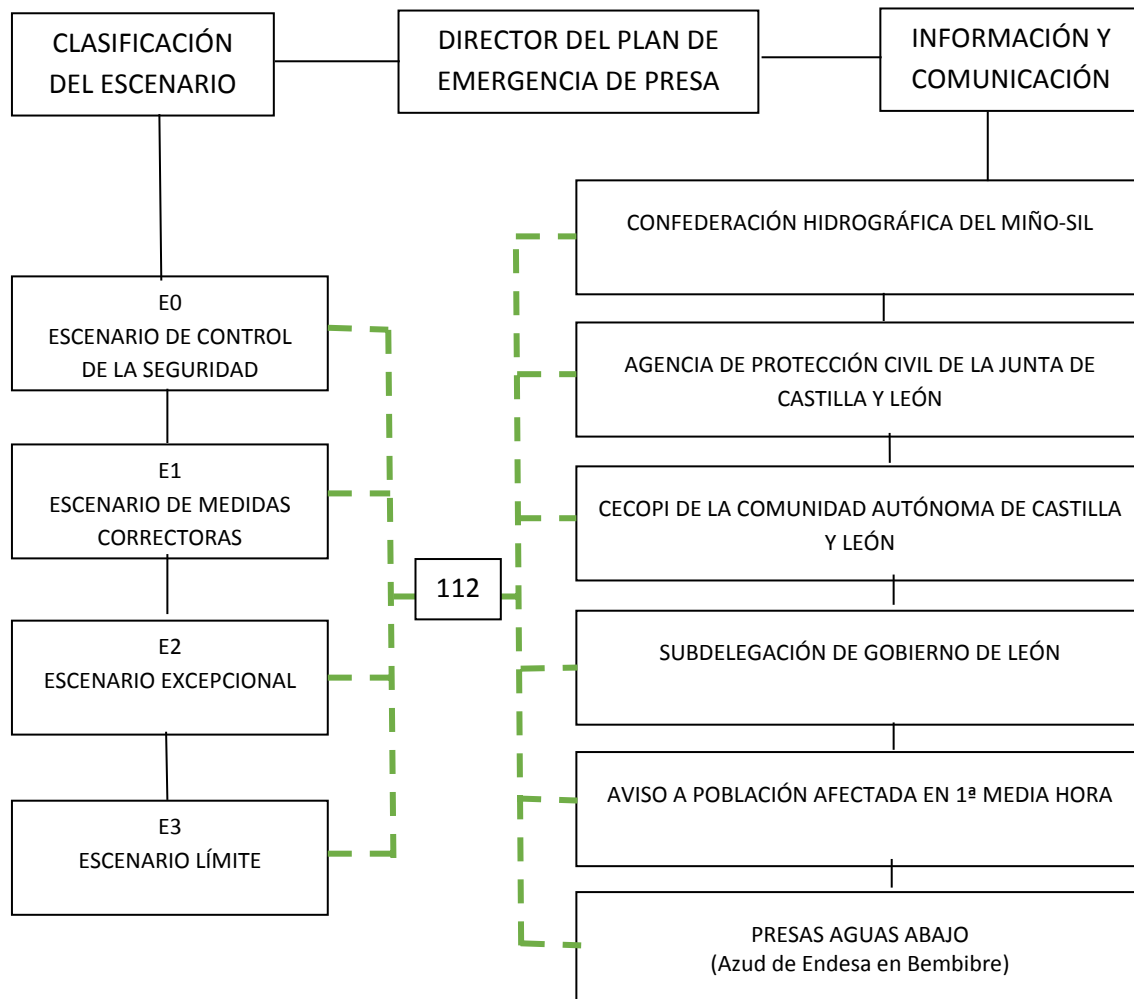 CLASIFICACIÓN
DEL ESCENARIO
DIRECTOR DEL PLAN DE
EMERGENCIA DE PRESA
INFORMACIÓN Y
COMUNICACIÓN
E0
ESCENARIO DE CONTROL
DE LA SEGURIDAD
E1
ESCENARIO DE MEDIDAS
CORRECTORAS
E2
ESCENARIO EXCEPCIONAL
E3
ESCENARIO LÍMITE
112
CONFEDERACIÓN HIDROGRÁFICA DEL MIÑO-SIL
AGENCIA DE PROTECCIÓN CIVIL DE LA JUNTA DE
CASTILLA Y LEÓN
CECOPI DE LA COMUNIDAD AUTÓNOMA DE CASTILLA
Y LEÓN
SUBDELEGACIÓN DE GOBIERNO DE LEÓN
AVISO A POBLACIÓN AFECTADA EN 1ª MEDIA HORA
PRESAS AGUAS ABAJO
(Azud de Endesa en Bembibre)